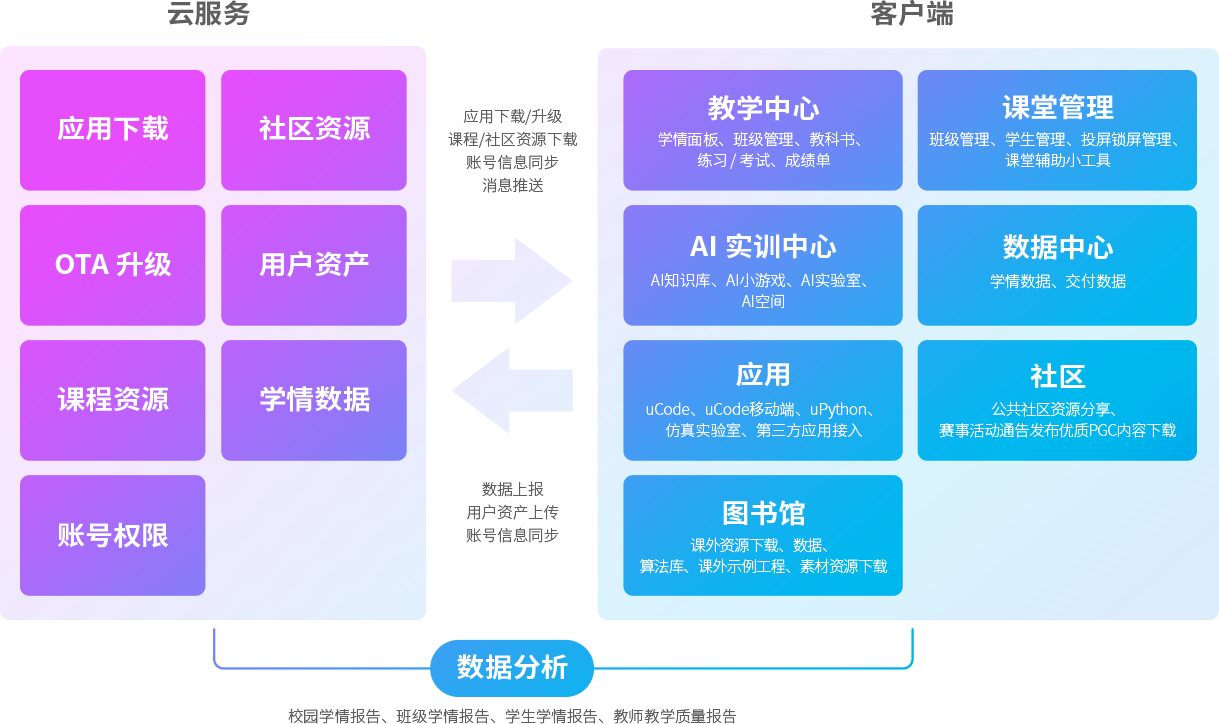 云服务
客户端
应用下载
社区资源
OTA 升级
用户资产
课程资源
学情数据
账号权限
应用下载/升级
课程/社区资源下载
账号信息同步
消息推送
数据上报
用户资产上传
账号信息同步
教学中心
学情面板、班级管理、教科书、
练习 / 考试、成绩单
课堂管理
班级管理、学生管理、投屏锁屏管理、
课堂辅助小工具
AI 实训中心
AI知识库、AI小游戏、AI实验室、
AI空间
数据中心
学情数据、交付数据
应用
uCode、uCode移动端、uPython、
仿真实验室、第三方应用接入
社区
公共社区资源分享、
赛事活动通告发布优质PGC内容下载
图书馆
课外资源下载、数据、
算法库、课外示例工程、素材资源下载
数据分析
校园学情报告、班级学情报告、学生学情报告、教师教学质量报告